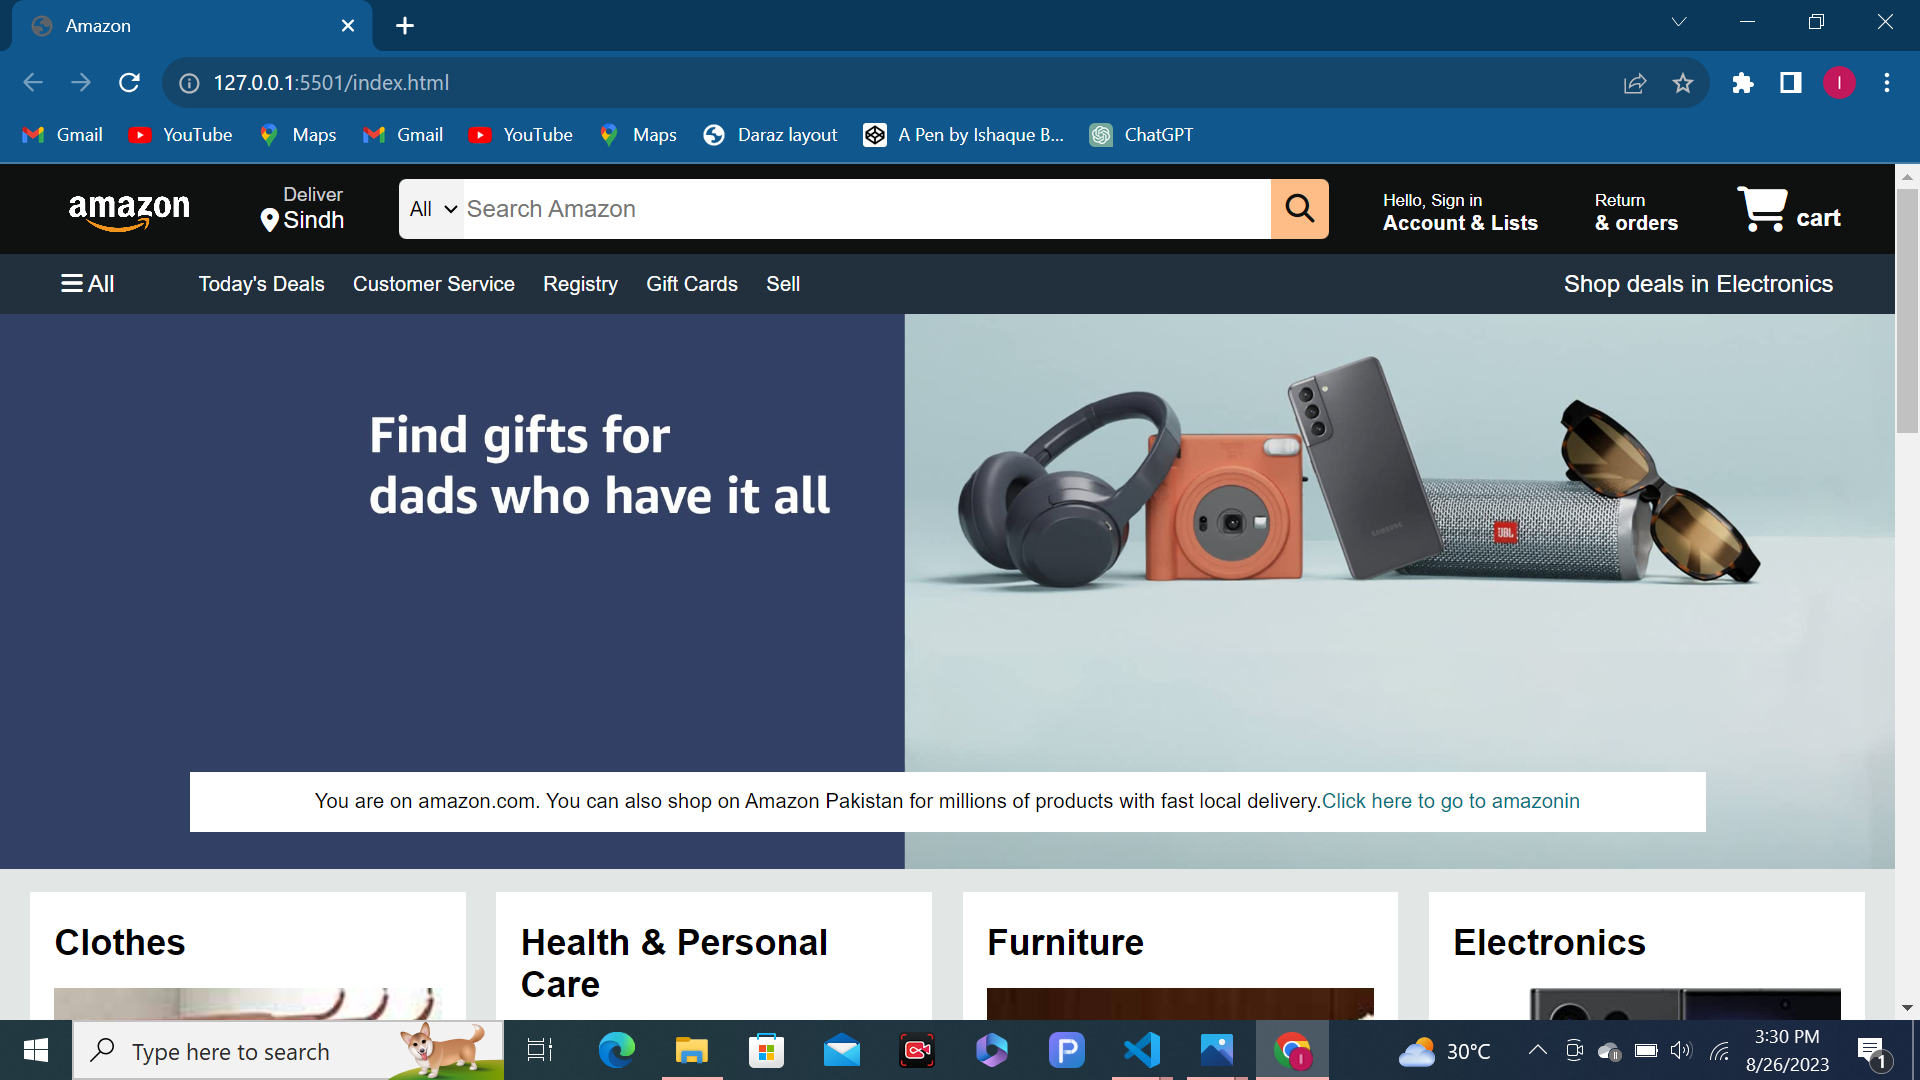 Amazon
127.0.0.1:5501/index.html
I
Gmail YouTube Maps Gmail YouTube Maps Daraz layout A Pen by Ishaque B... ChatGPT
amazon
Deliver
Sindh
All Search Amazon
Hello, Sign in
Account & Lists
Return
& orders
cart
All Today's Deals Customer Service Registry Gift Cards Sell Shop deals in Electronics
Find gifts for
dads who have it all
SAMSUNG
JBL
You are on amazon.com. You can also shop on Amazon Pakistan for millions of products with fast local delivery.Click here to go to amazonin
Clothes
Health & Personal
Care
Furniture
Electronics
Type here to search
P
I
30°C
3:30 PM
8/26/2023
1